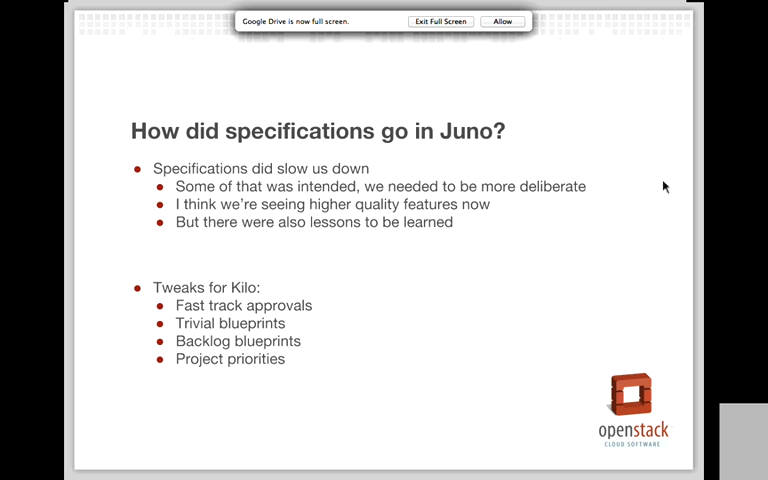 Google Drive is now full screen.
Exit Full Screen
Allow
How did specifications go in Juno?
Specifications did slow us down
Some of that was intended, we needed to be more deliberate
I think we're seeing higher quality features now
But there were also lessons to be learned
Tweaks for Kilo:
Fast track approvals
Trivial blueprints
Backlog blueprints
Project priorities
openstack
CLOUD SOFTWARE